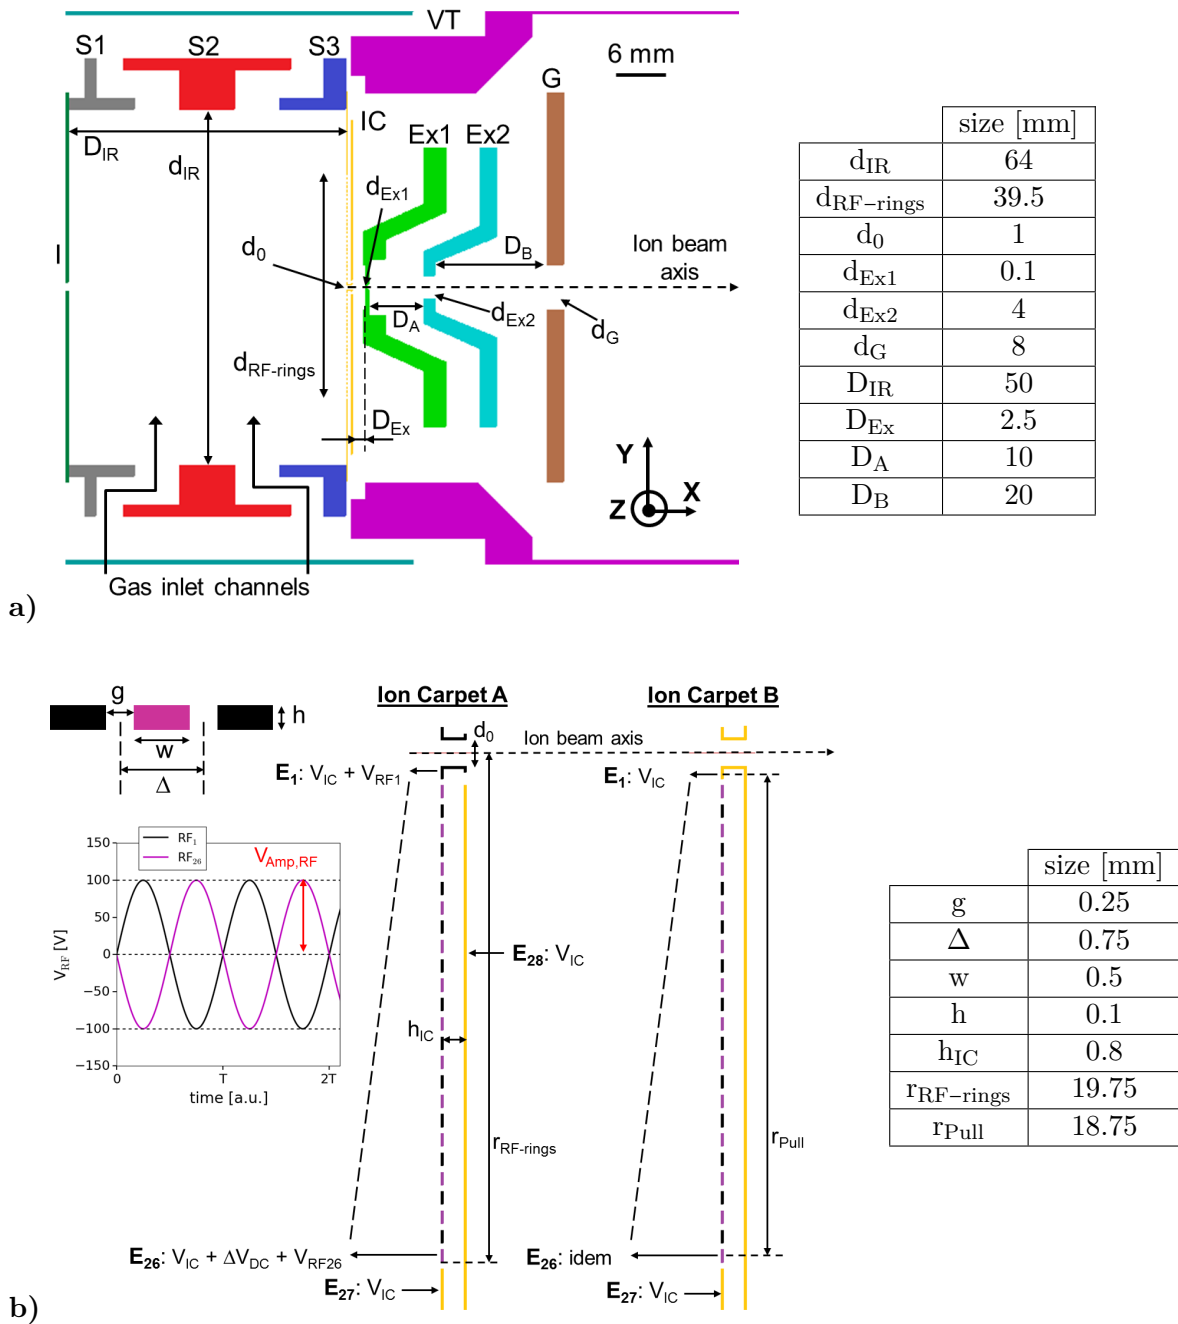 VT
S1 S2 S3
6 mm
G
IC
Ex1 Ex2
D_IR
d_IR
d_Ex1
I
d_0
D_B
Ion beam
axis
D_A
d_Ex2
d_G
d_RF-rings
D_Ex
Y
X
Z
Gas inlet channels
a)
size [mm]
d_IR 64
d_RF−rings 39.5
d_0 1
d_Ex1 0.1
d_Ex2 4
d_G 8
D_IR 50
D_Ex 2.5
D_A 10
D_B 20
g
h
w
Δ
Ion Carpet A
Ion Carpet B
d_0
Ion beam axis
E_1: V_IC + V_RF1
E_1: V_IC
RF_1
RF_26
V_Amp,RF
150
100
50
0
−50
−100
−150
V_RF [V]
0 T 2T
time [a.u.]
E_28: V_IC
h_IC
r_RF-rings
r_Pull
E_26: V_IC + ΔV_DC + V_RF26
E_26: idem
E_27: V_IC
E_27: V_IC
b)
size [mm]
g 0.25
Δ 0.75
w 0.5
h 0.1
h_IC 0.8
r_RF−rings 19.75
r_Pull 18.75